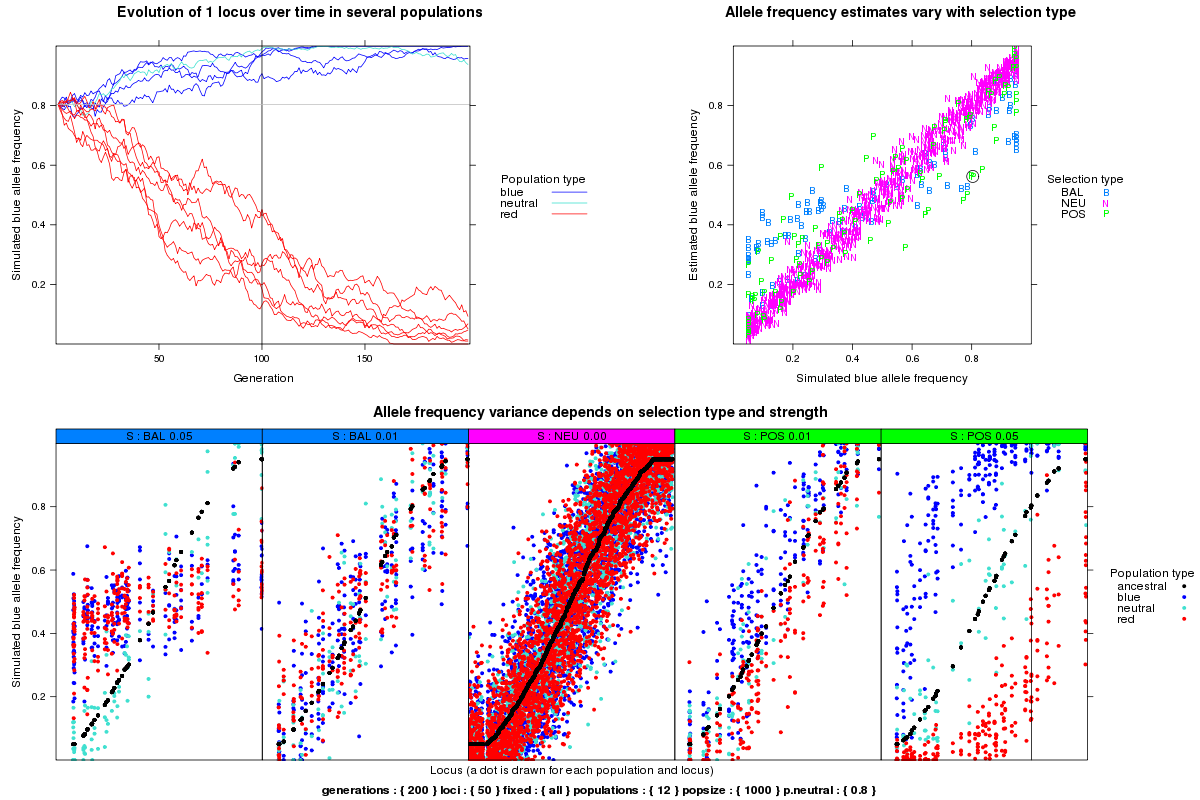 Evolution of 1 locus over time in several populations
Simulated blue allele frequency
0.8
0.6
0.4
0.2
50
100
150
Generation
Population type
blue
neutral
red
Allele frequency estimates vary with selection type
Estimated blue allele frequency
0.8
0.6
0.4
0.2
0.2
0.4
0.6
0.8
Simulated blue allele frequency
Selection type
BAL B
NEU N
POS P
Allele frequency variance depends on selection type and strength
S : BAL 0.05
S : BAL 0.01
S : NEU 0.00
S : POS 0.01
S : POS 0.05
Simulated blue allele frequency
0.8
0.6
0.4
0.2
Locus (a dot is drawn for each population and locus)
Population type
ancestral
blue
neutral
red
generations : { 200 } loci : { 50 } fixed : { all } populations : { 12 } popsize : { 1000 } p.neutral : { 0.8 }